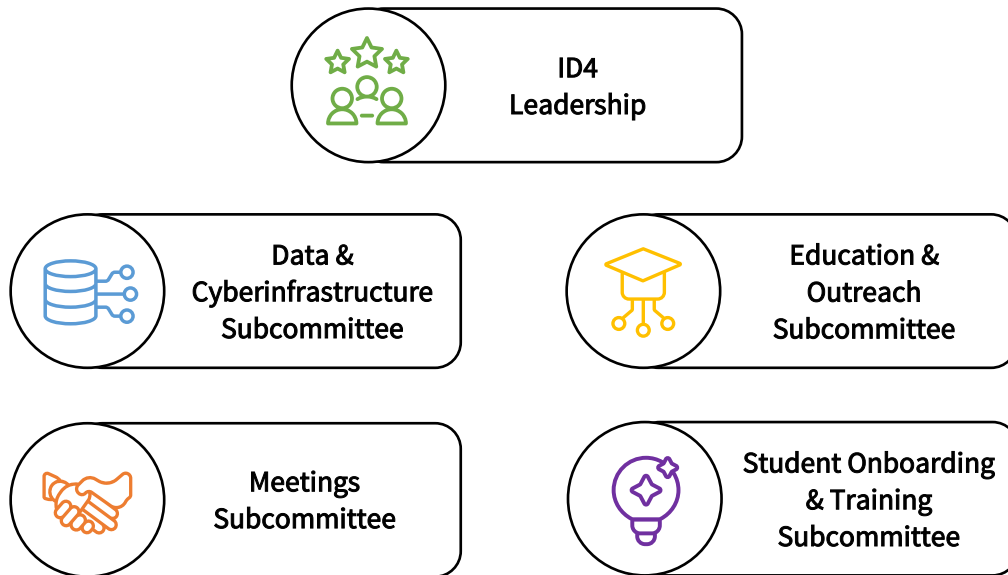 ID4
Leadership
Data &
Cyberinfrastructure
Subcommittee
Education &
Outreach
Subcommittee
Meetings
Subcommittee
Student Onboarding
& Training
Subcommittee